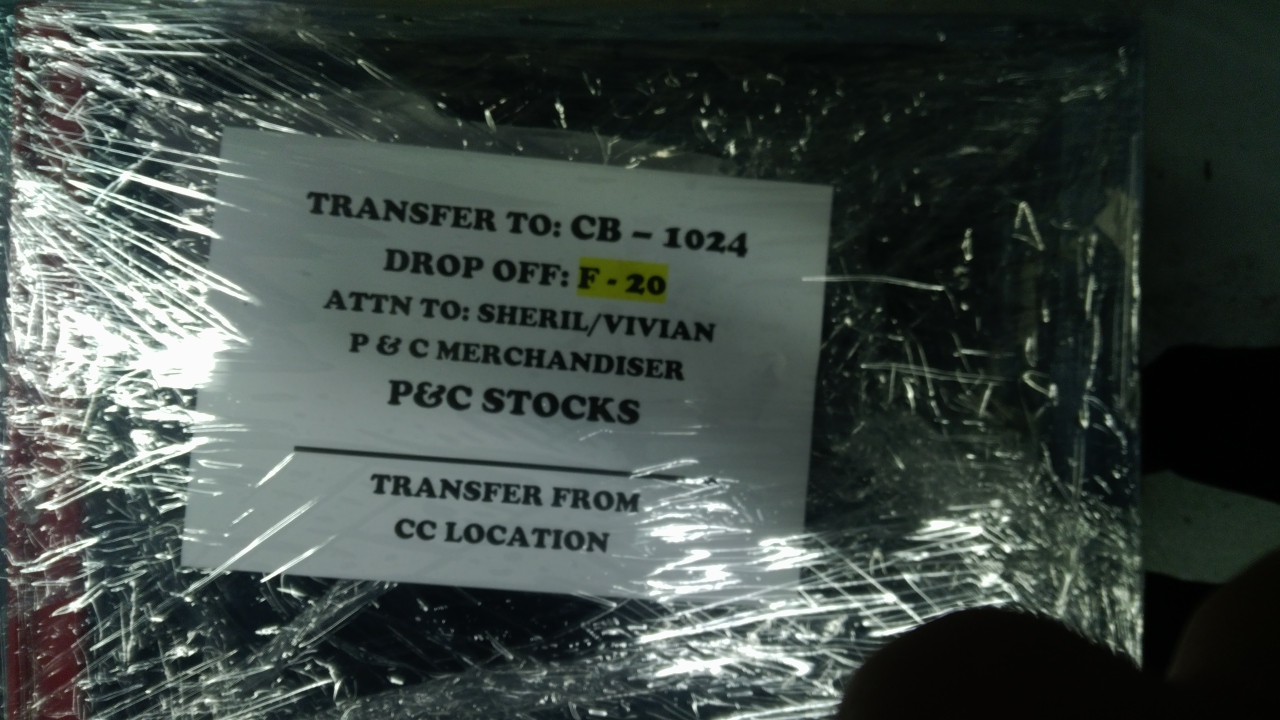 TRANSFER TO: CB – 1024
DROP OFF: F - 20
ATTN TO: SHERIL/VIVIAN
P & C MERCHANDISER
P&C STOCKS
TRANSFER FROM
CC LOCATION